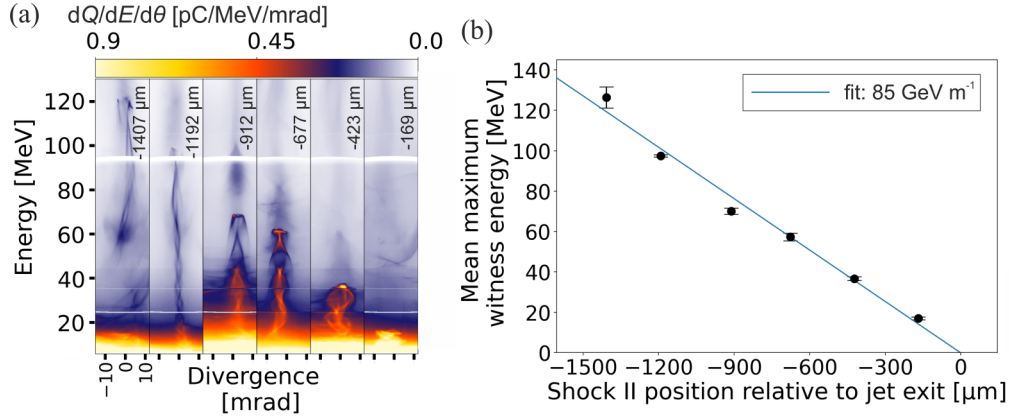 (a)
dQ/dE/dθ [pC/MeV/mrad]
0.9 0.45 0.0
-1407 µm
-1192 µm
-912 µm
-677 µm
-423 µm
-169 µm
Energy [MeV]
120
100
80
60
40
20
−10 0 10
Divergence
[mrad]
(b)
Mean maximum
witness energy [MeV]
140
120
100
80
60
40
20
0
fit: 85 GeV m⁻¹
−1500 −1200 −900 −600 −300 0
Shock II position relative to jet exit [µm]